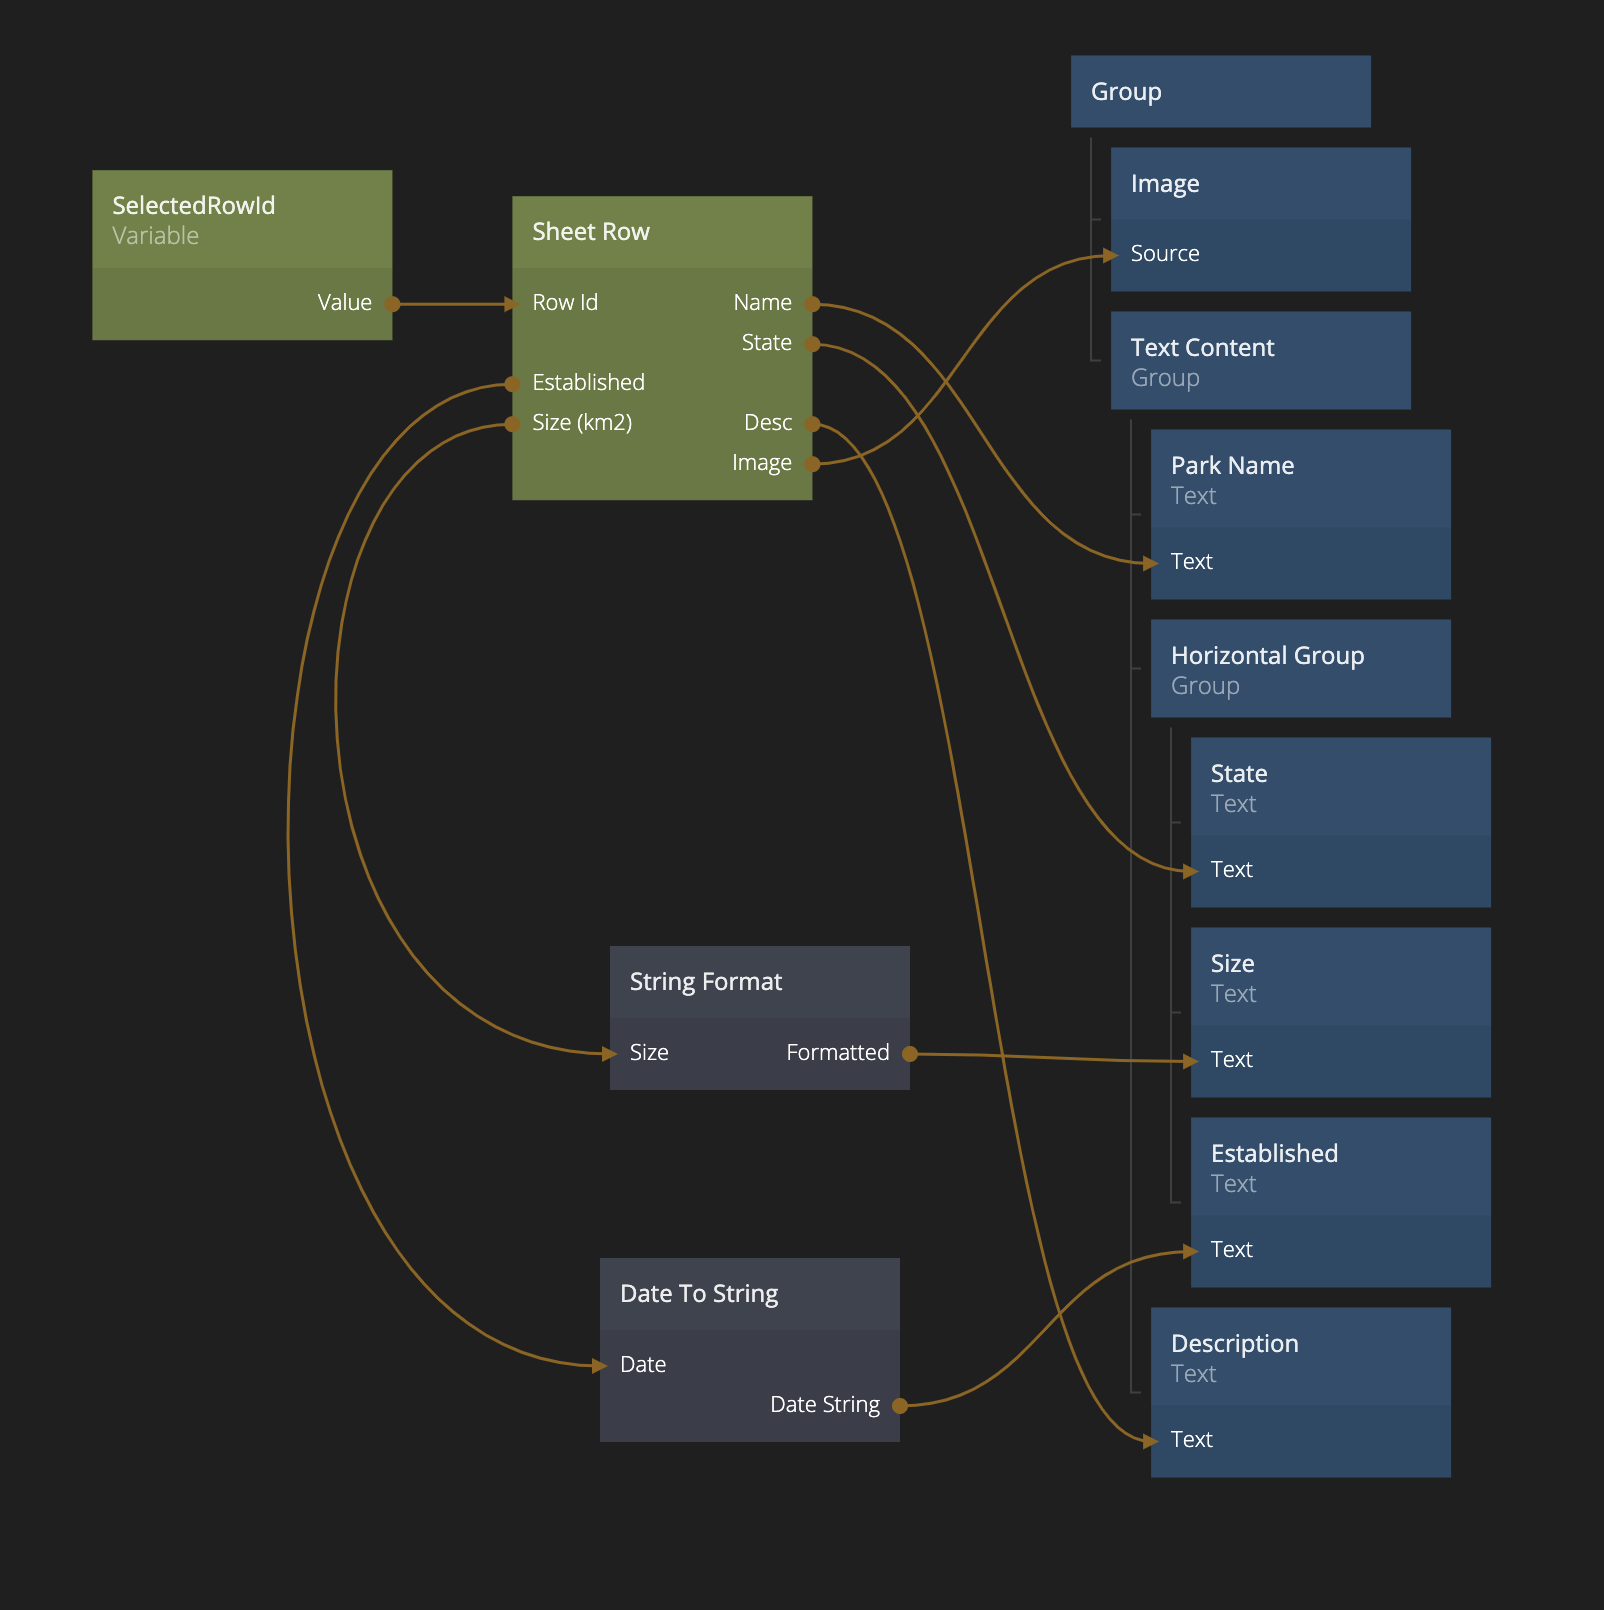 SelectedRowId
Variable
Value
Sheet Row
Row Id
Name
State
Established
Size (km2)
Desc
Image
String Format
Size
Formatted
Date To String
Date
Date String
Group
Image
Source
Text Content
Group
Park Name
Text
Text
Horizontal Group
Group
State
Text
Text
Size
Text
Text
Established
Text
Text
Description
Text
Text